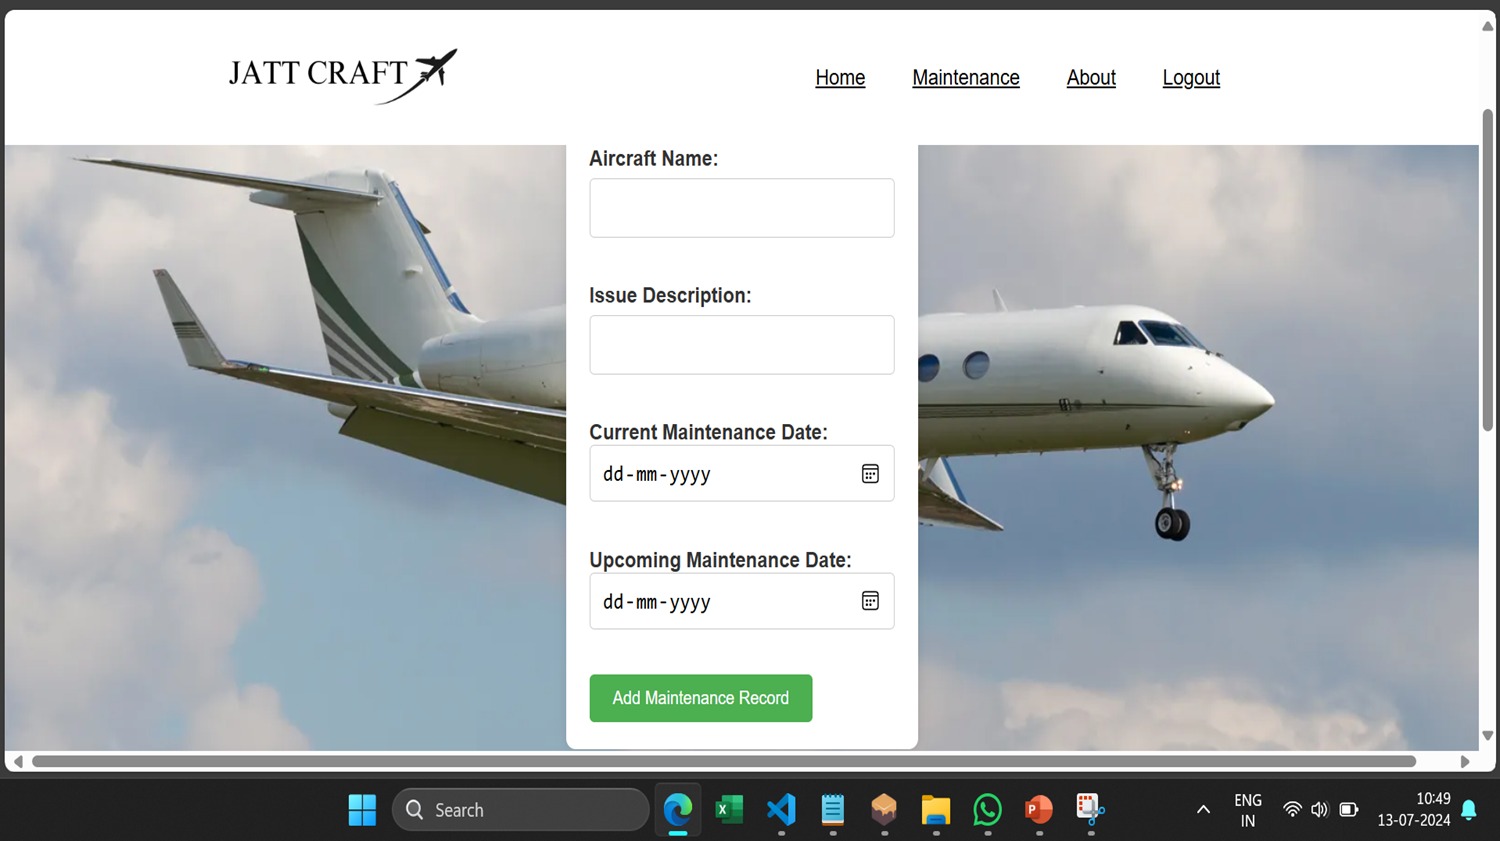 JATT CRAFT
Home Maintenance About Logout
Aircraft Name:
Issue Description:
Current Maintenance Date:
dd-mm-yyyy
Upcoming Maintenance Date:
dd-mm-yyyy
Add Maintenance Record
Search
ENG
IN
10:49
13-07-2024